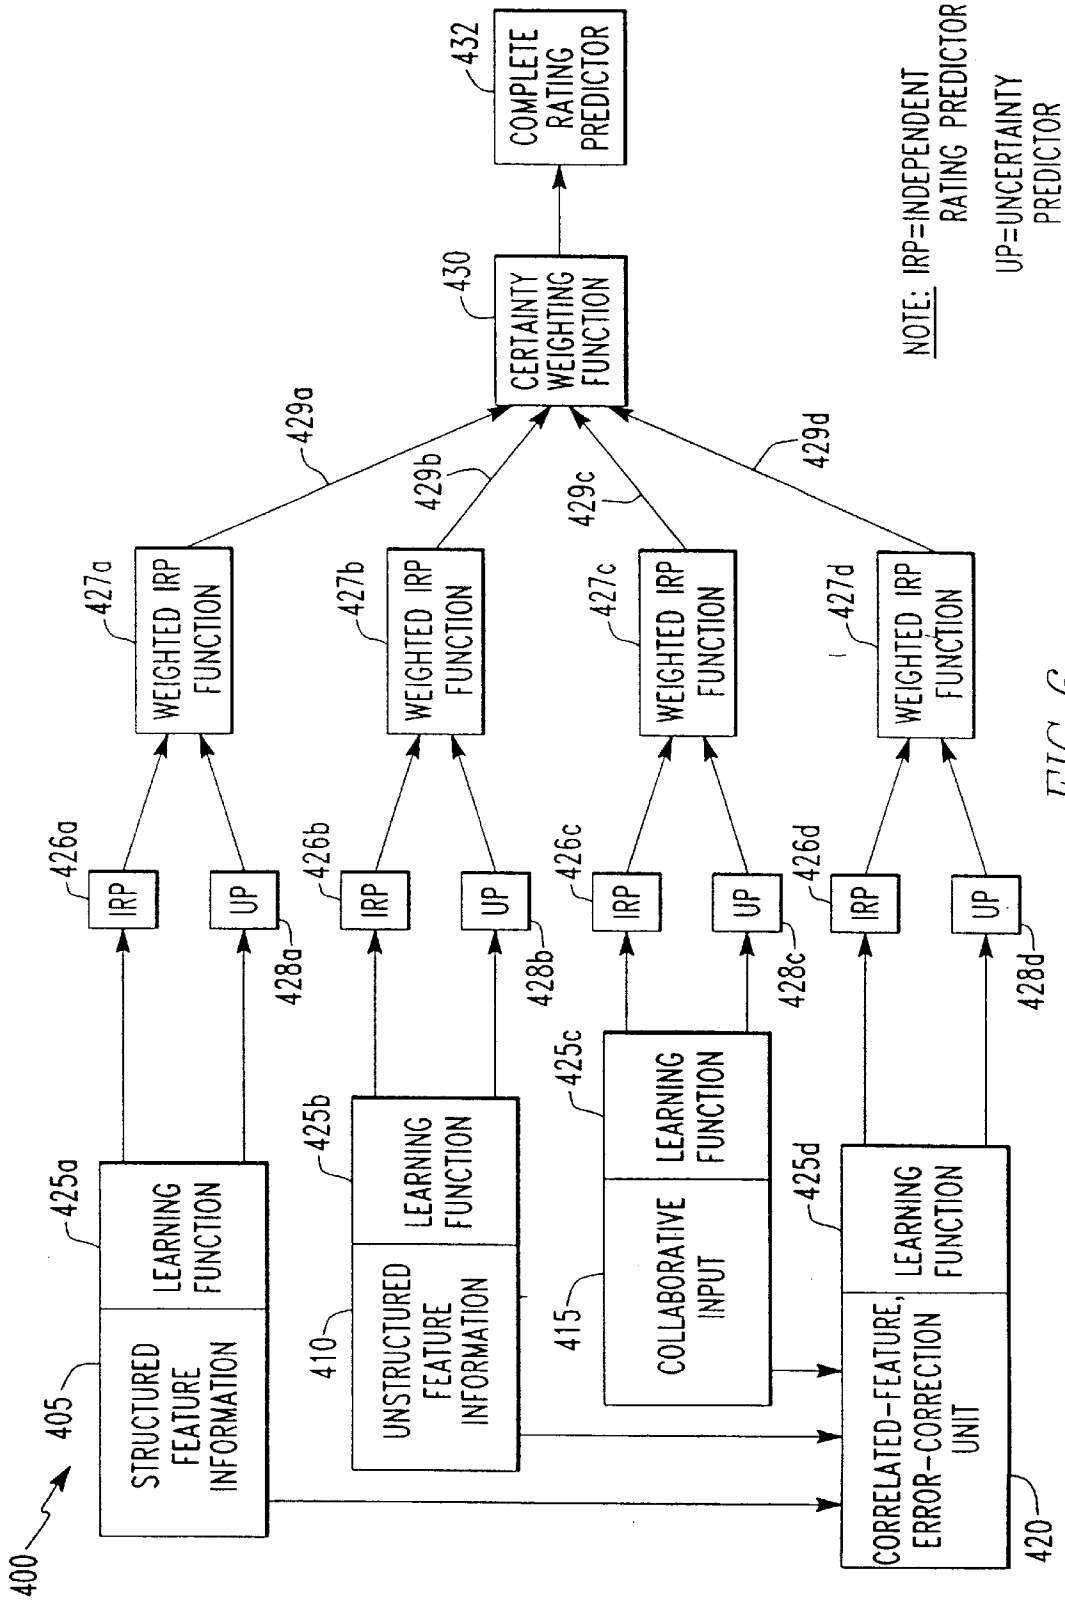 400
405
STRUCTURED
FEATURE
INFORMATION
425a
LEARNING
FUNCTION
426a
IRP
UP
428a
427a
WEIGHTED IRP
FUNCTION
429a
410
UNSTRUCTURED
FEATURE
INFORMATION
425b
LEARNING
FUNCTION
426b
IRP
UP
428b
427b
WEIGHTED IRP
FUNCTION
429b
415
COLLABORATIVE
INPUT
425c
LEARNING
FUNCTION
426c
IRP
UP
428c
427c
WEIGHTED IRP
FUNCTION
429c
CORRELATED-FEATURE,
ERROR-CORRECTION
UNIT
420
425d
LEARNING
FUNCTION
426d
IRP
UP
428d
427d
WEIGHTED IRP
FUNCTION
429d
430
CERTAINTY
WEIGHTING
FUNCTION
432
COMPLETE
RATING
PREDICTOR
NOTE: IRP=INDEPENDENT
RATING PREDICTOR
UP=UNCERTAINTY
PREDICTOR
FIG. 6